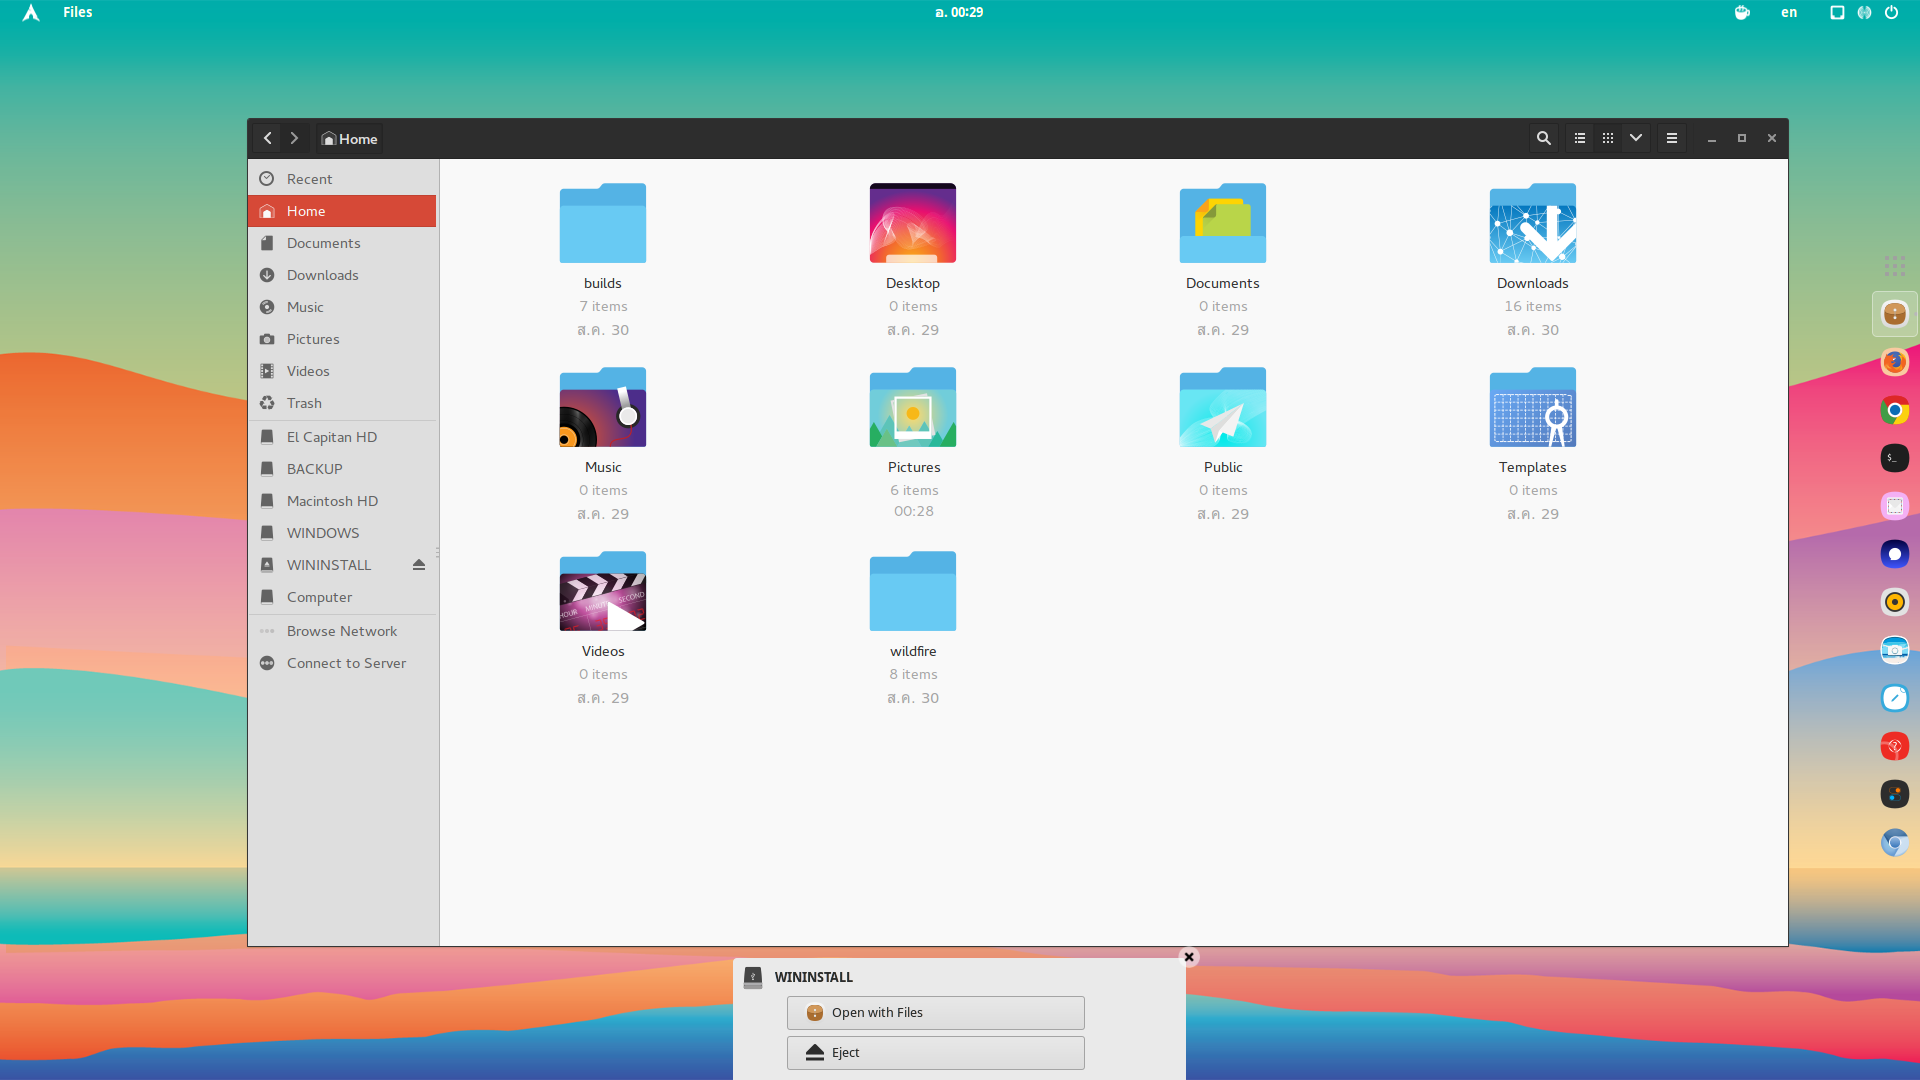 Files
อ. 00:29
en
Home
Recent
Home
Documents
Downloads
Music
Pictures
Videos
Trash
El Capitan HD
BACKUP
Macintosh HD
WINDOWS
WININSTALL
Computer
Browse Network
Connect to Server
builds
7 items
ส.ค. 30
Desktop
0 items
ส.ค. 29
Documents
0 items
ส.ค. 29
Downloads
16 items
ส.ค. 30
Music
0 items
ส.ค. 29
Pictures
6 items
00:28
Public
0 items
ส.ค. 29
Templates
0 items
ส.ค. 29
HOUR
SECOND
Videos
0 items
ส.ค. 29
wildfire
8 items
ส.ค. 30
$_
WININSTALL
Open with Files
Eject